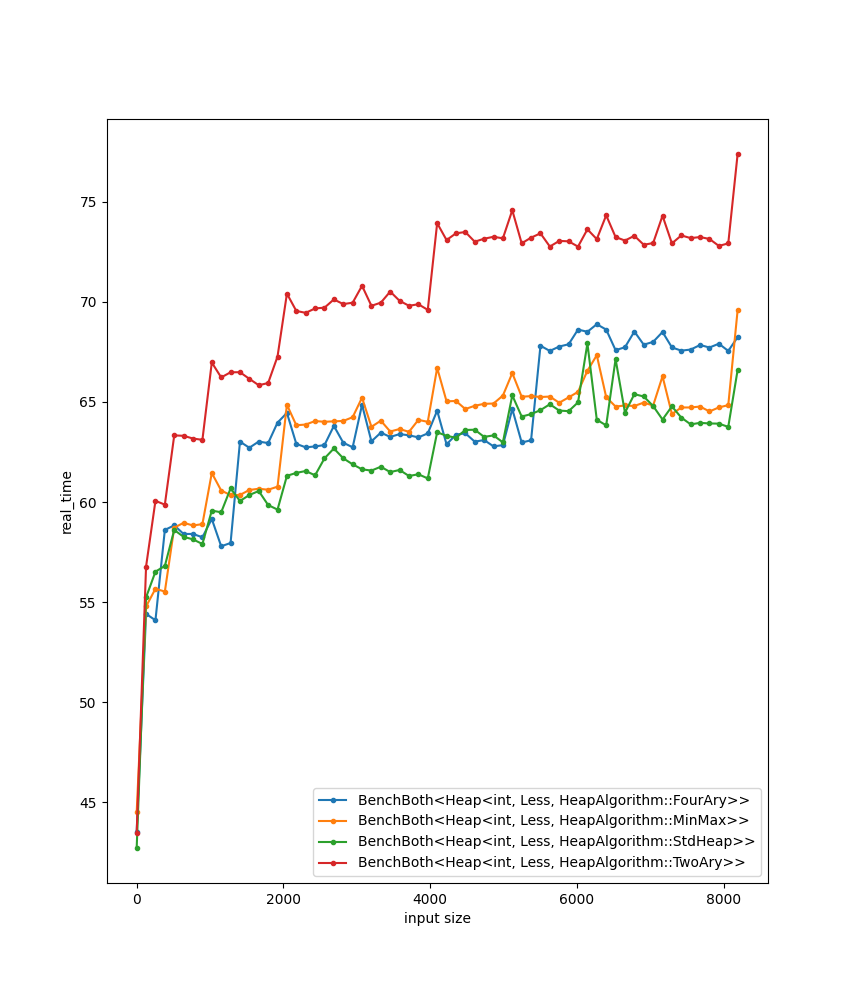 75
70
65
60
55
50
45
real_time
BenchBoth<Heap<int, Less, HeapAlgorithm::FourAry>>
BenchBoth<Heap<int, Less, HeapAlgorithm::MinMax>>
BenchBoth<Heap<int, Less, HeapAlgorithm::StdHeap>>
BenchBoth<Heap<int, Less, HeapAlgorithm::TwoAry>>
0 2000 4000 6000 8000
input size